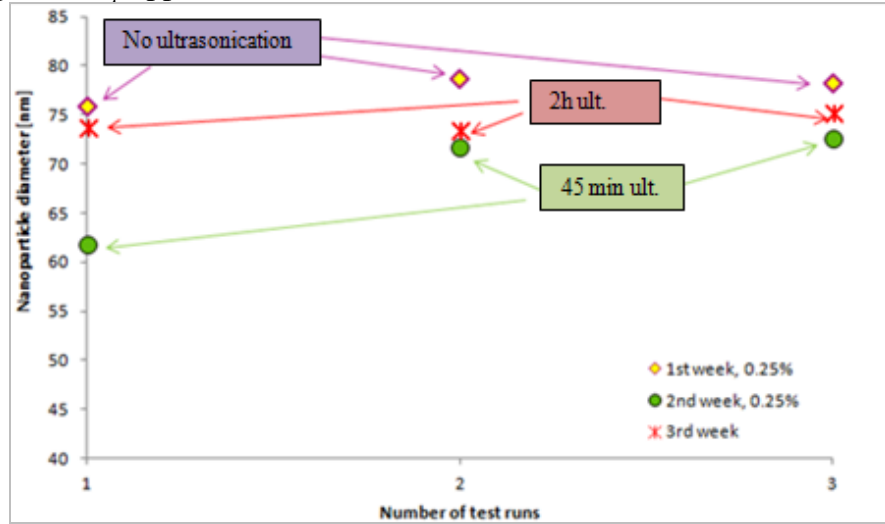 85
80
75
70
65
60
55
50
45
40
Nanoparticle diameter [nm]
No ultrasonication
2h ult.
45 min ult.
1st week, 0.25%
2nd week, 0.25%
3rd week
1
2
3
Number of test runs